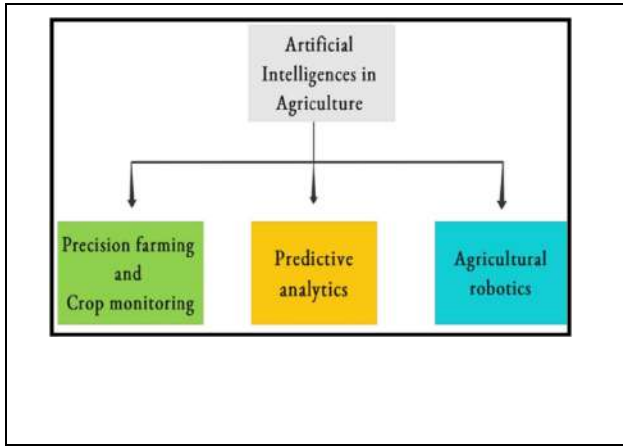 Artificial
Intelligences in
Agriculture
Precision farming
and
Crop monitoring
Predictive
analytics
Agricultural
robotics